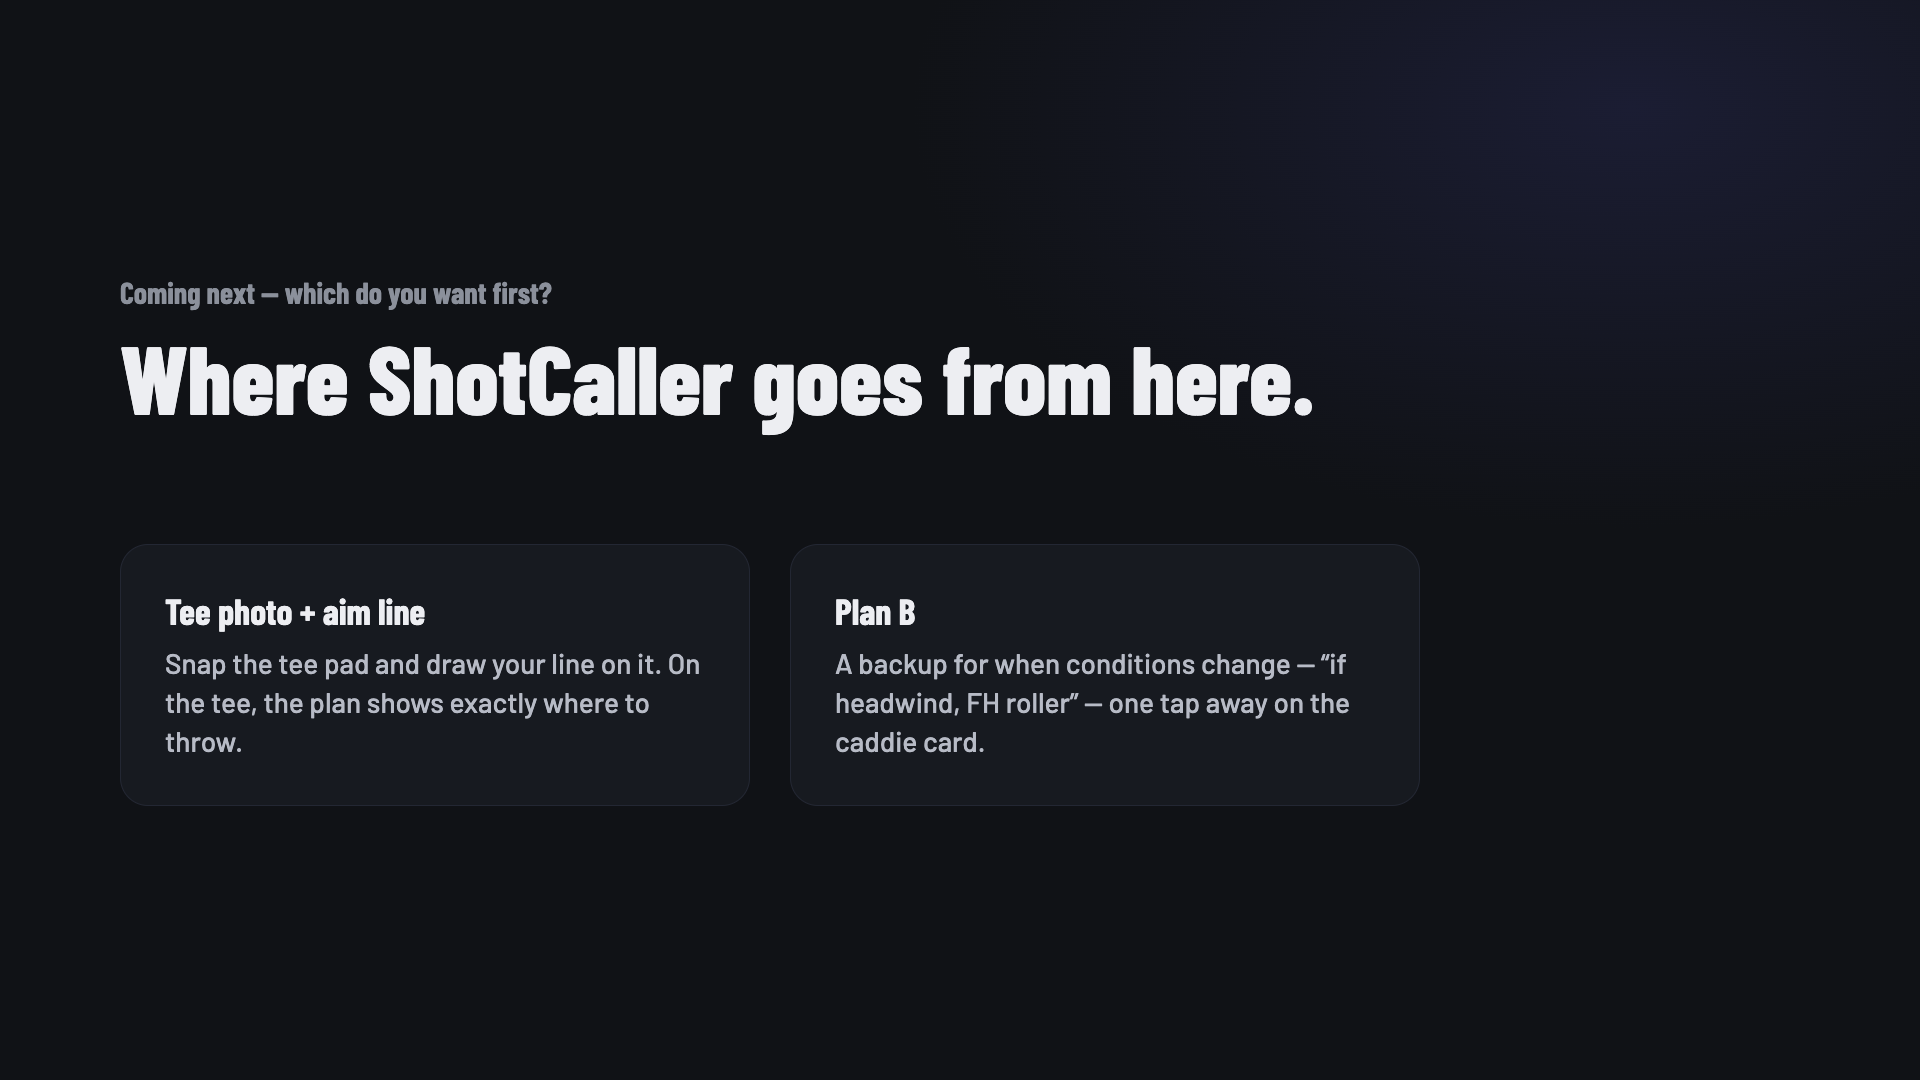 Coming next — which do you want first?
Where ShotCaller goes from here.
Tee photo + aim line
Snap the tee pad and draw your line on it. On
the tee, the plan shows exactly where to
throw.
Plan B
A backup for when conditions change — “if
headwind, FH roller” — one tap away on the
caddie card.